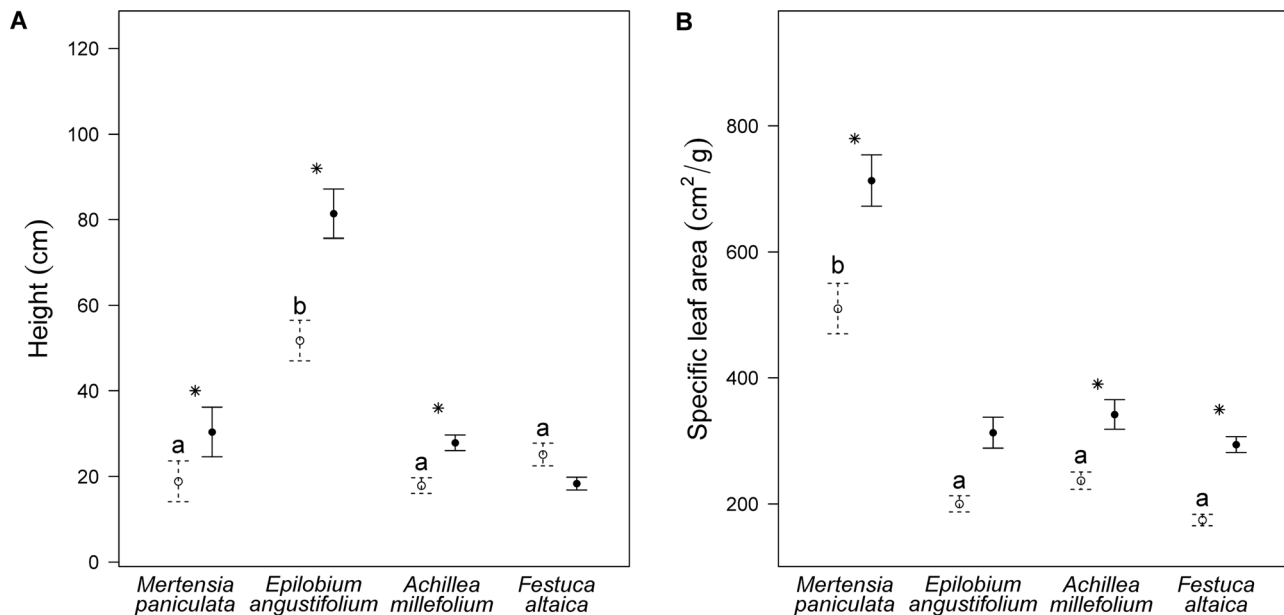 A
Height (cm)
120
100
80
60
40
20
0
*
a
*
b
*
a
a
Mertensia
paniculata
Epilobium
angustifolium
Achillea
millefolium
Festuca
altaica
B
Specific leaf area (cm²/g)
800
600
400
200
*
b
a
*
a
*
a
Mertensia
paniculata
Epilobium
angustifolium
Achillea
millefolium
Festuca
altaica